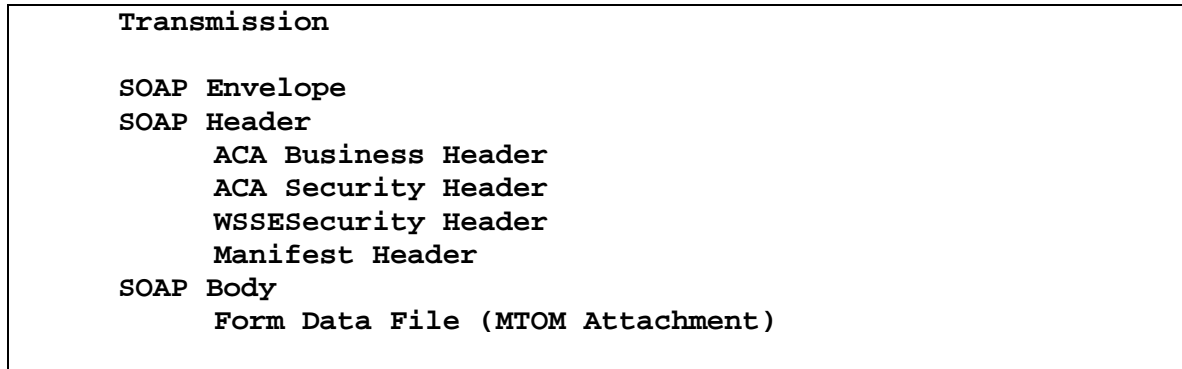 Transmission
SOAP Envelope
SOAP Header
ACA Business Header
ACA Security Header
WSSESecurity Header
Manifest Header
SOAP Body
Form Data File (MTOM Attachment)